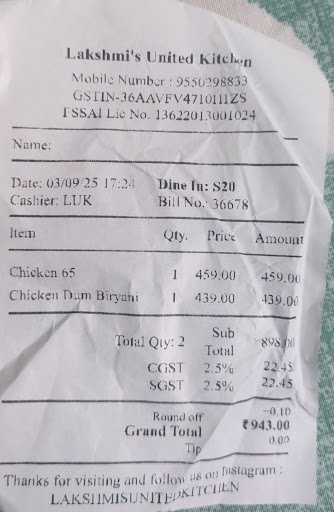 Lakshmi's United Kitchen
Mobile Number : 9550298833
GSTIN-36AAVFV4710H1ZS
FSSAI Lic No. 13622013001024
Name:
Date: 03/09/25 17:24 Dine In: S20
Cashier: LUK Bill No.: 36678
Item Qty. Price Amount
Chicken 65 1 459.00 459.00
Chicken Dum Biryani 1 439.00 439.00
Total Qty: 2 Sub Total 898.00
CGST 2.5% 22.45
SGST 2.5% 22.45
Round off -0.10
Grand Total ₹943.00
Tip 0.00
Thanks for visiting and follow us on Instagram :
LAKSHMISUNITEDKITCHEN